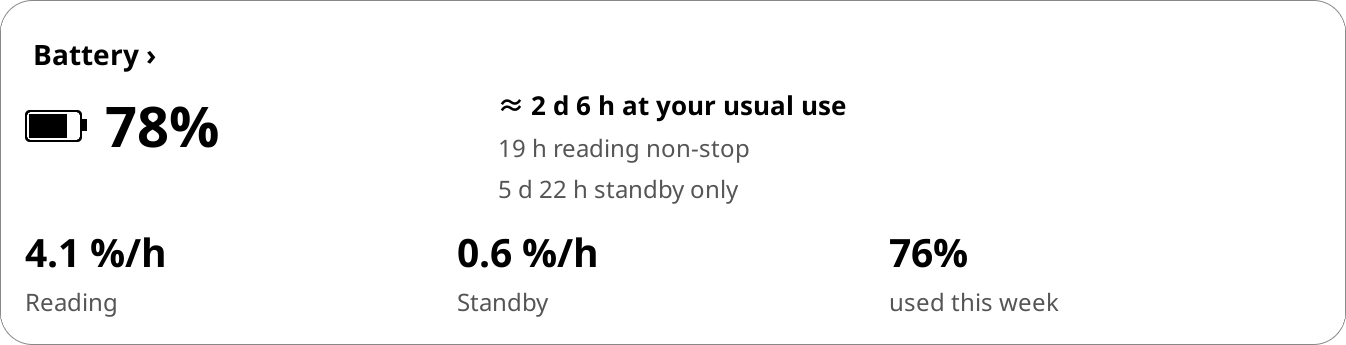 Battery ›
78%
≈ 2 d 6 h at your usual use
19 h reading non-stop
5 d 22 h standby only
4.1 %/h
Reading
0.6 %/h
Standby
76%
used this week